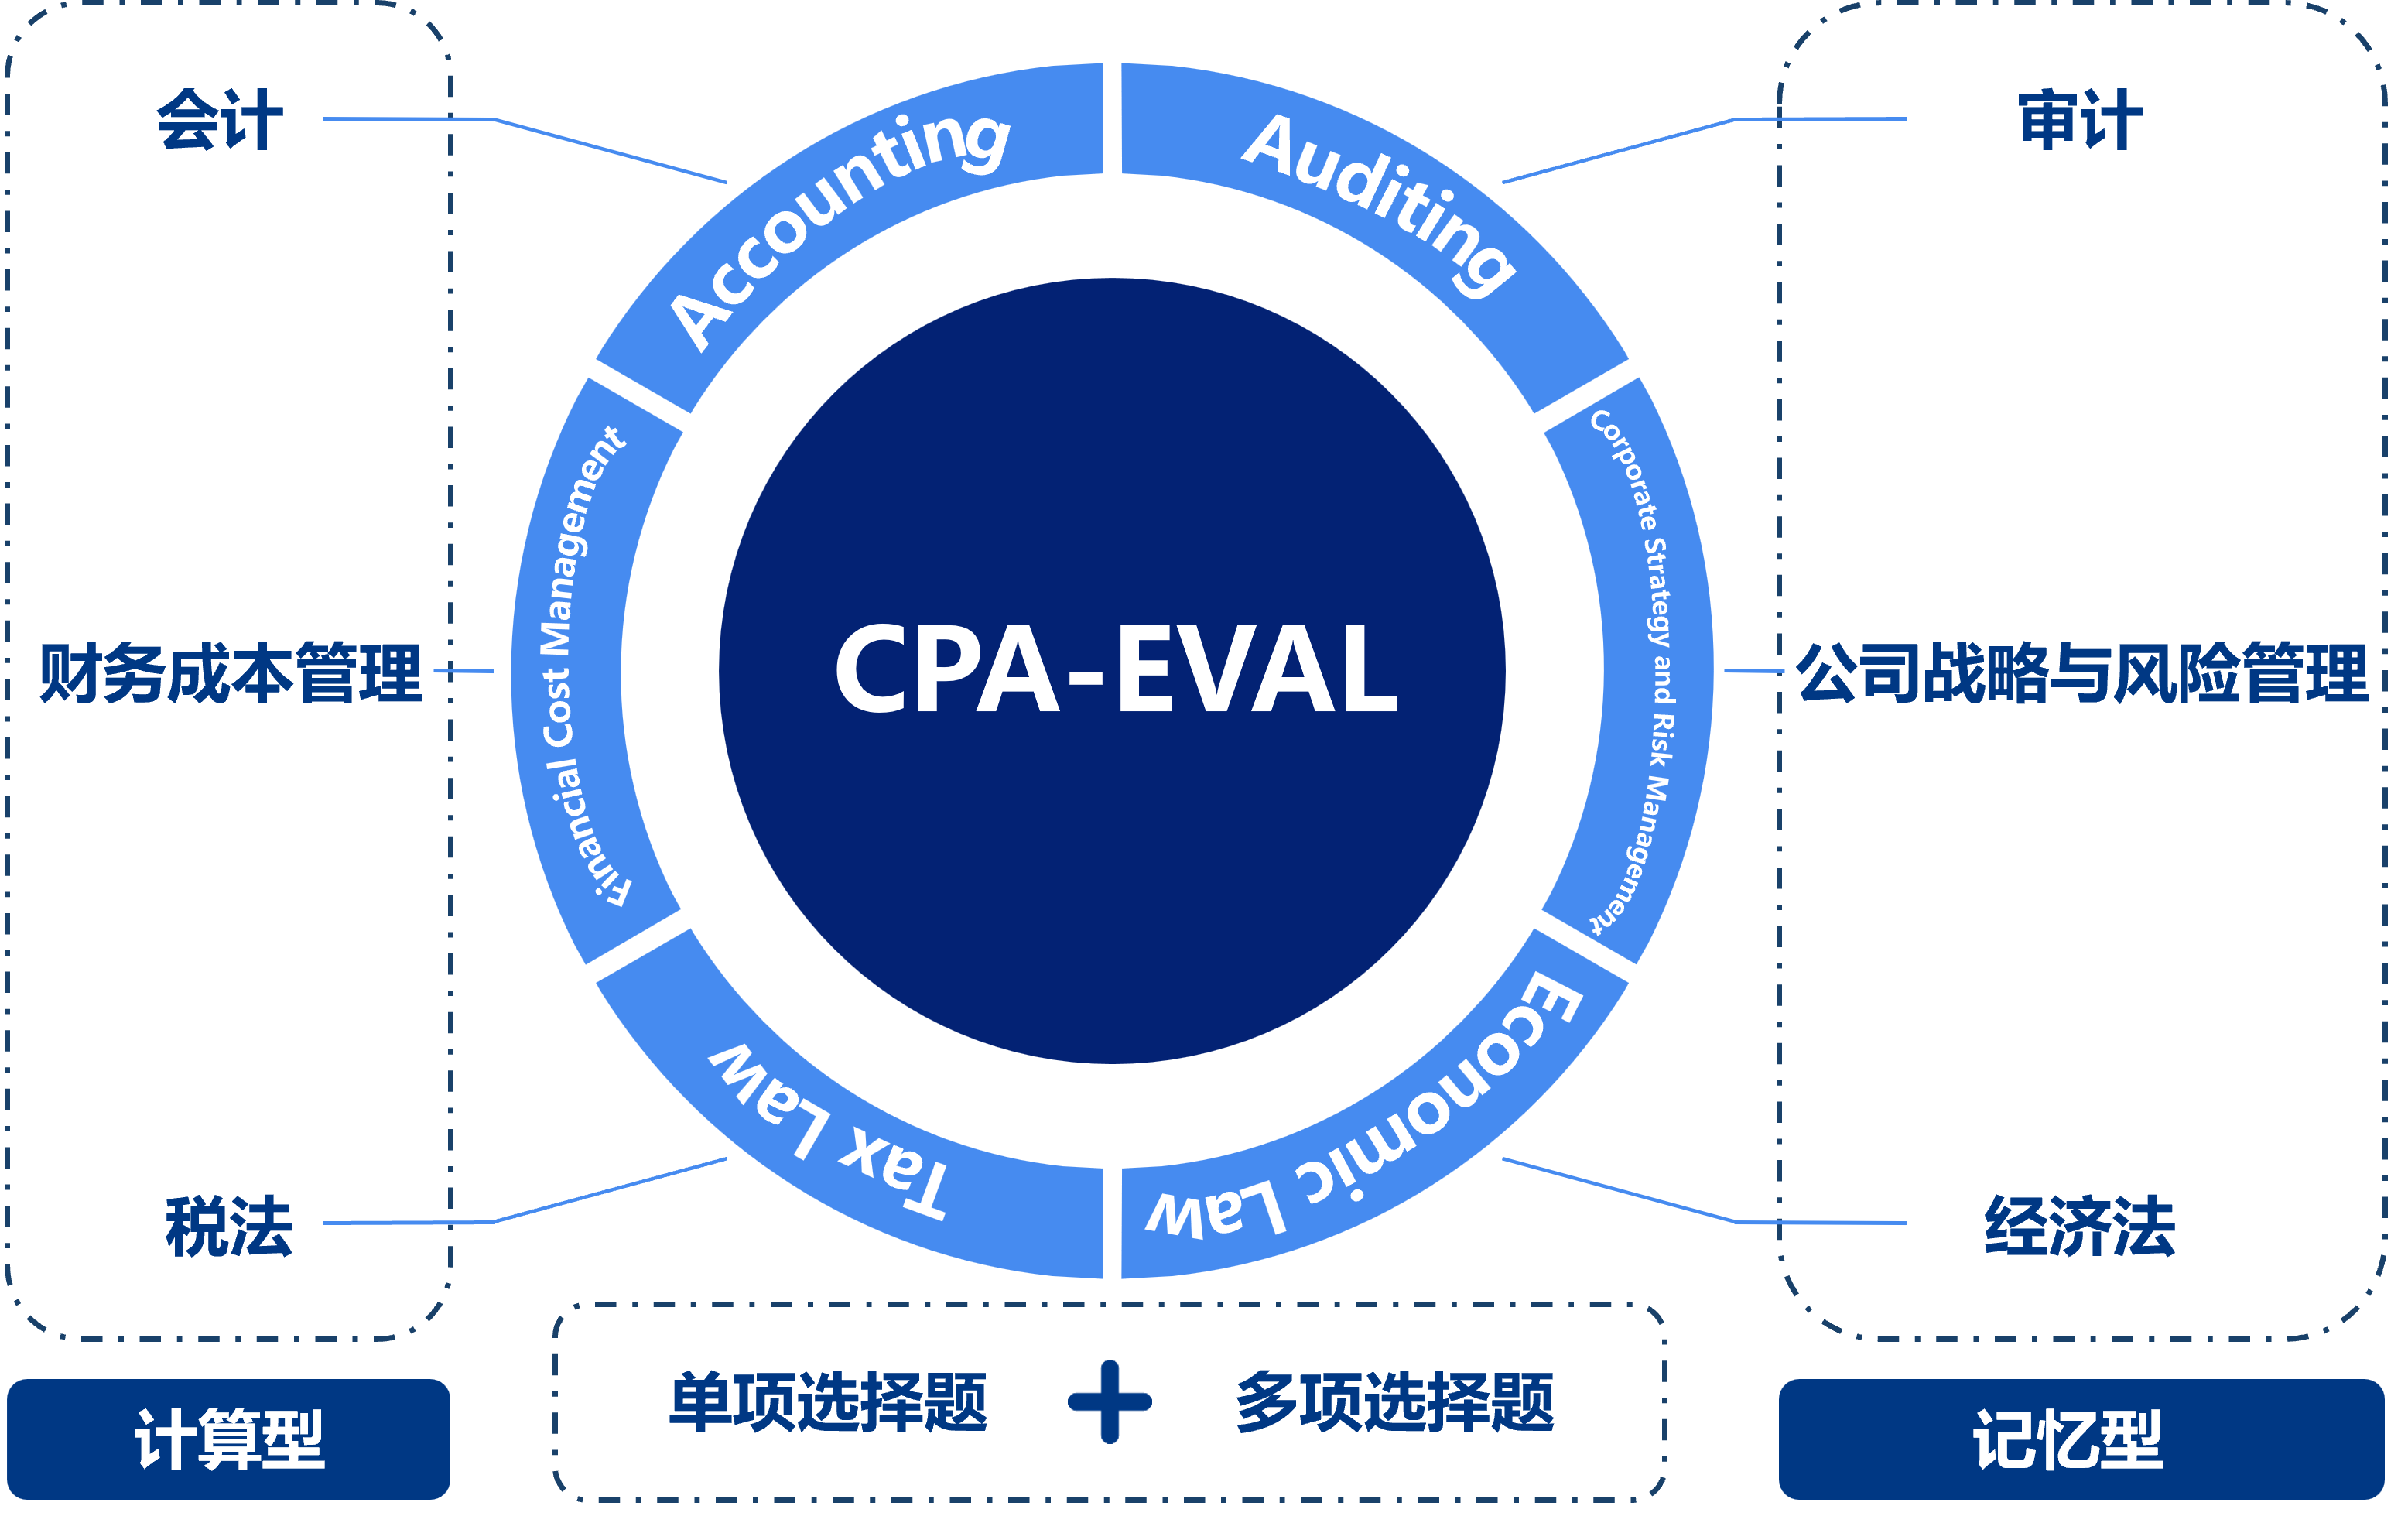 会计
财务成本管理
税法
计算型
Accounting
Auditing
Financial Cost Management
CPA-EVAL
Corporate Strategy and Risk Management
Tax Law
Economic Law
单项选择题
+
多项选择题
审计
公司战略与风险管理
经济法
记忆型